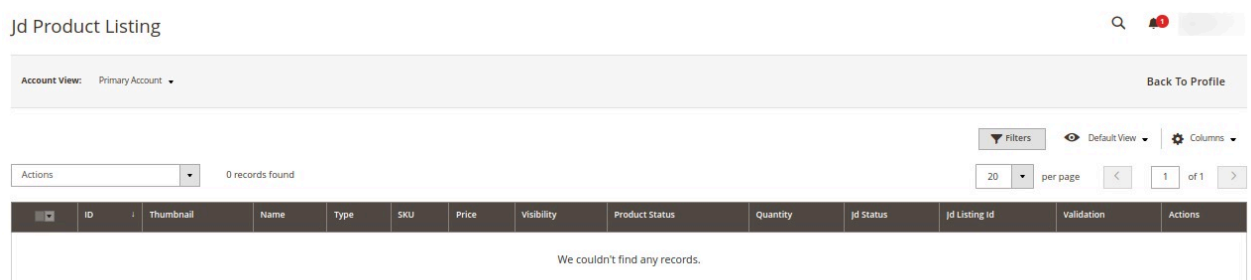 Jd Product Listing
1
Account View: Primary Account
Back To Profile
Filters Default View Columns
Actions 0 records found 20 per page 1 of 1
ID ↓ Thumbnail Name Type SKU Price Visibility Product Status Quantity Jd Status Jd Listing Id Validation Actions
We couldn't find any records.